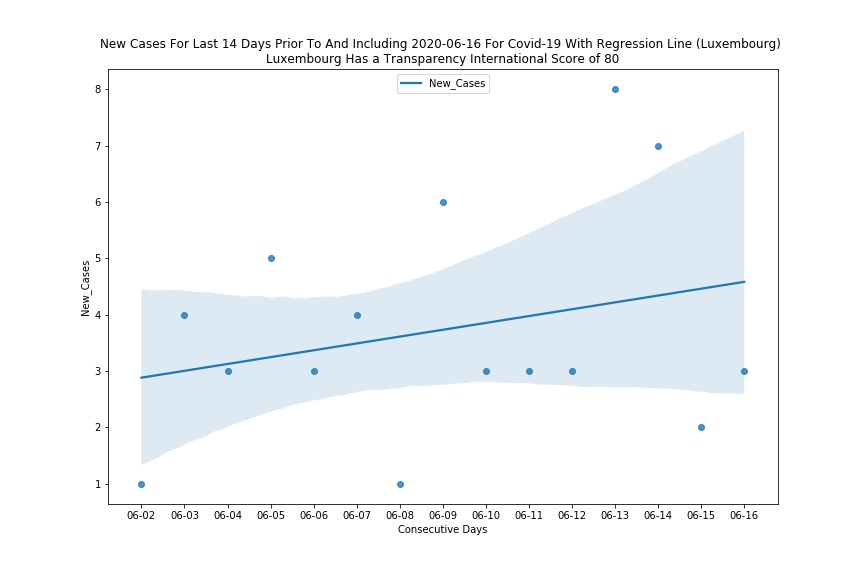 New Cases For Last 14 Days Prior To And Including 2020-06-16 For Covid-19 With Regression Line (Luxembourg)
Luxembourg Has a Transparency International Score of 80
New_Cases
8
7
6
5
4
3
2
1
New_Cases
06-02 06-03 06-04 06-05 06-06 06-07 06-08 06-09 06-10 06-11 06-12 06-13 06-14 06-15 06-16
Consecutive Days